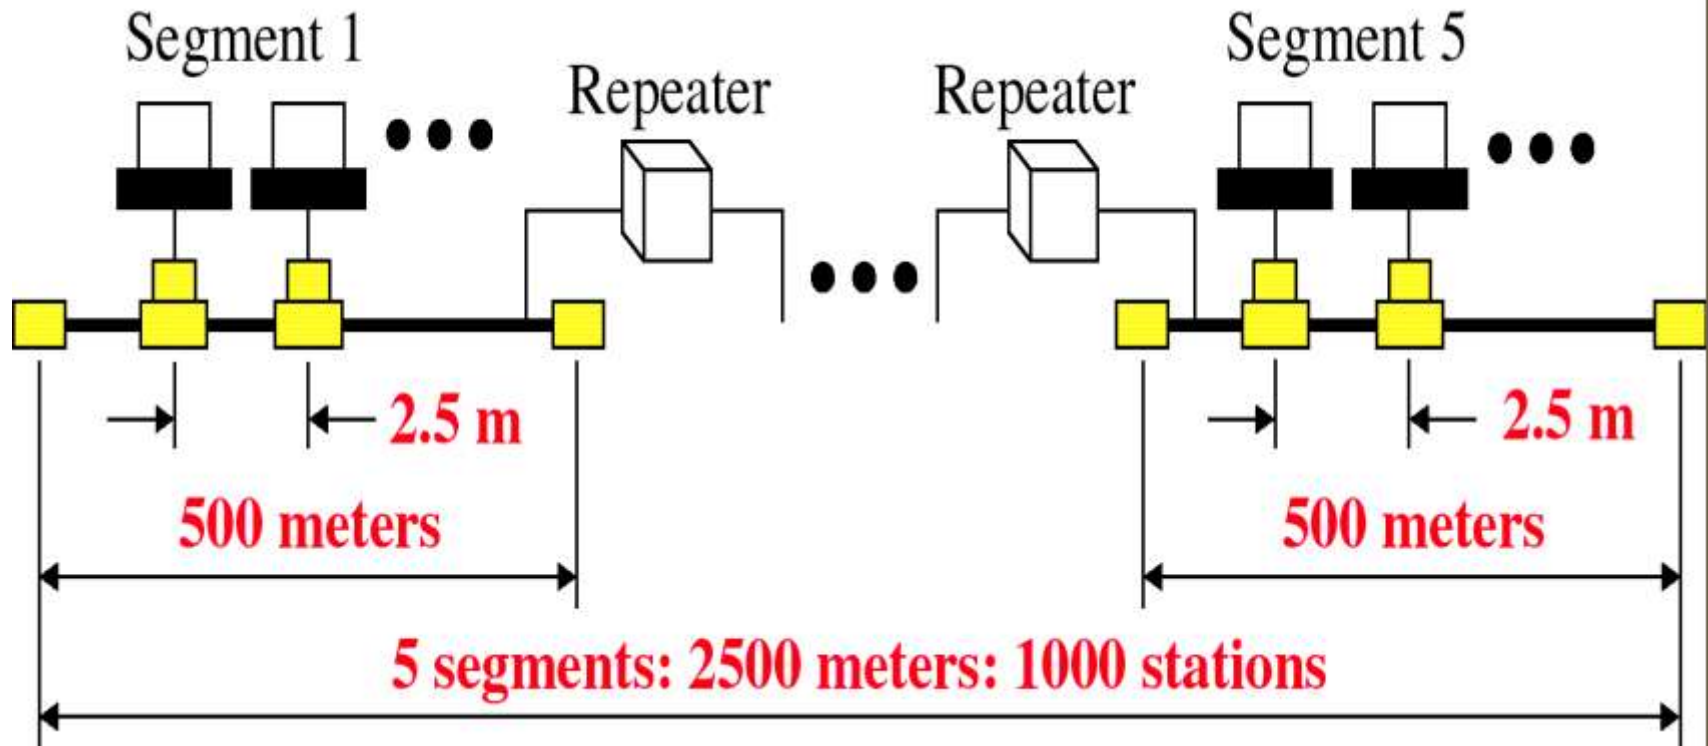 Segment 1
Segment 5
Repeater
Repeater
2.5 m
2.5 m
500 meters
500 meters
5 segments: 2500 meters: 1000 stations